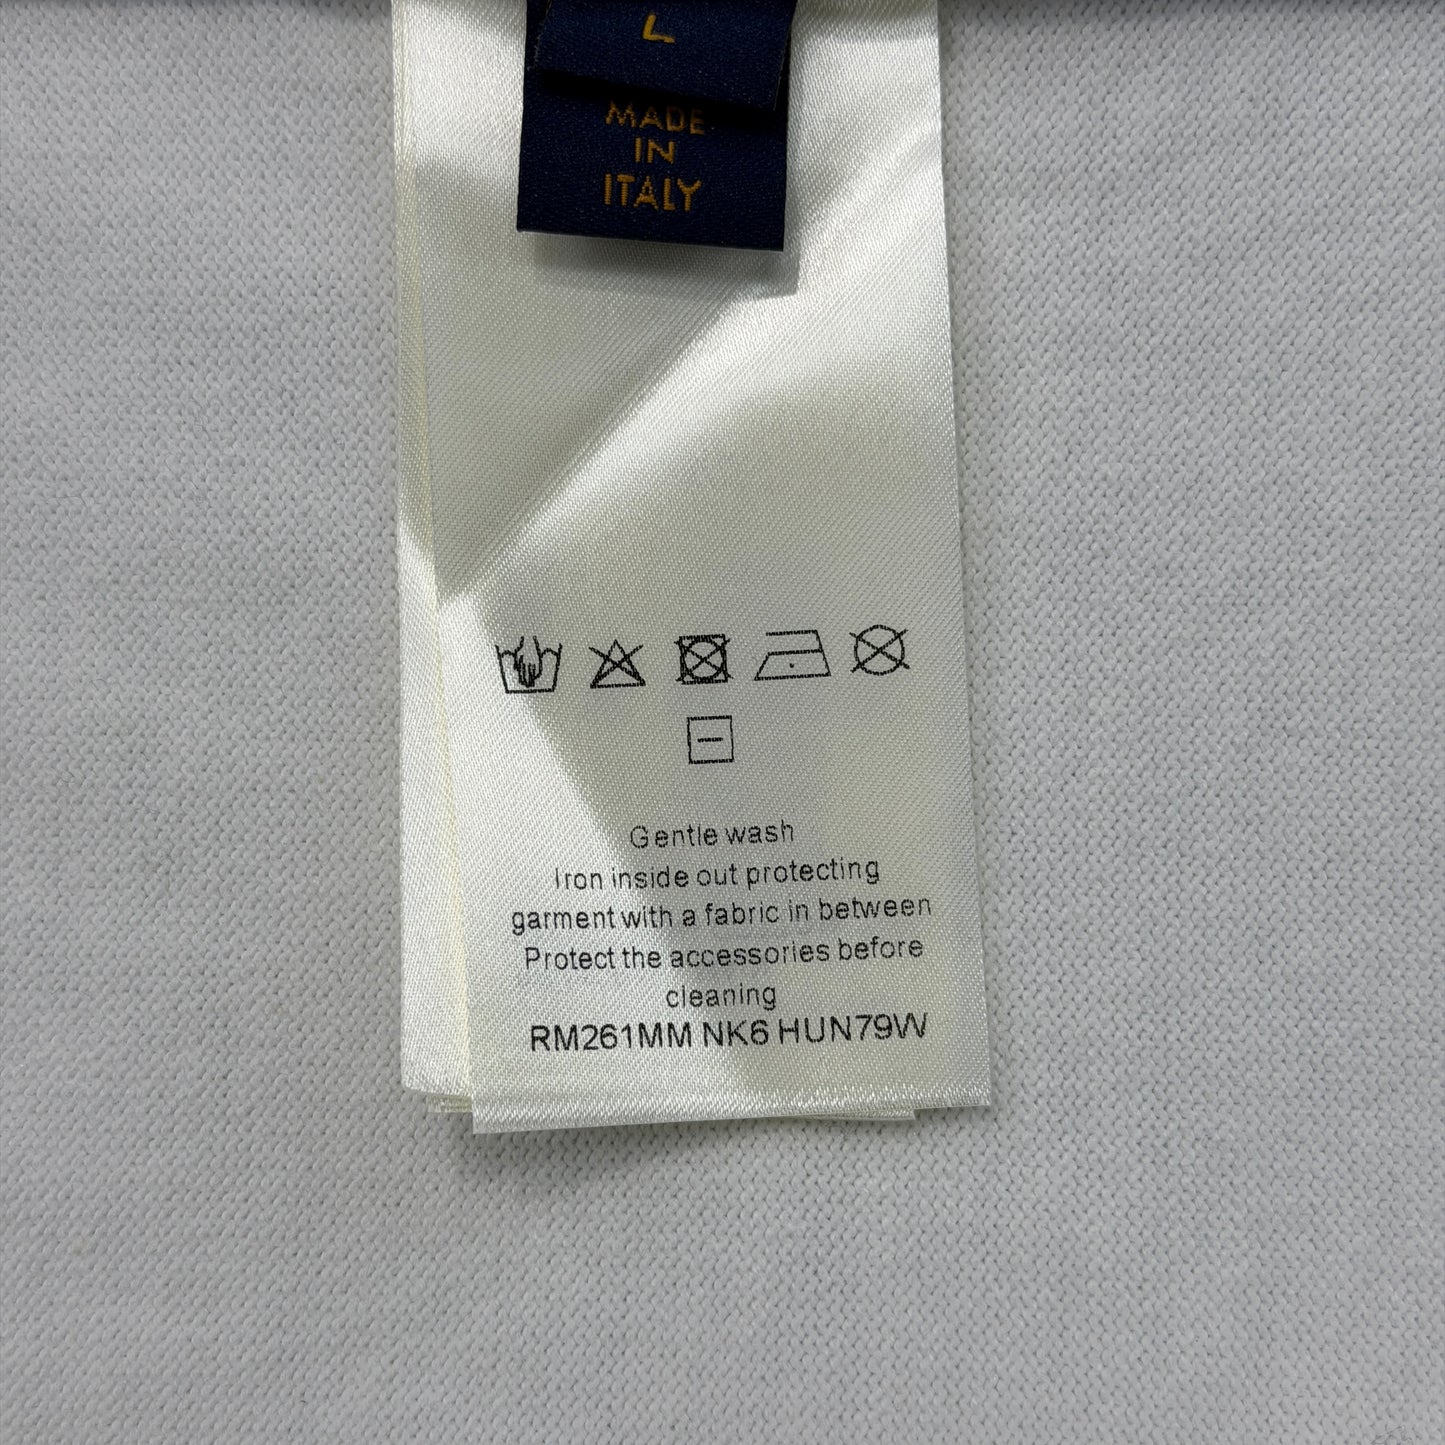 L
MADE
IN
ITALY
Gentle wash
Iron inside out protecting
garment with a fabric in between
Protect the accessories before
cleaning
RM261MM NK6 HUN79W